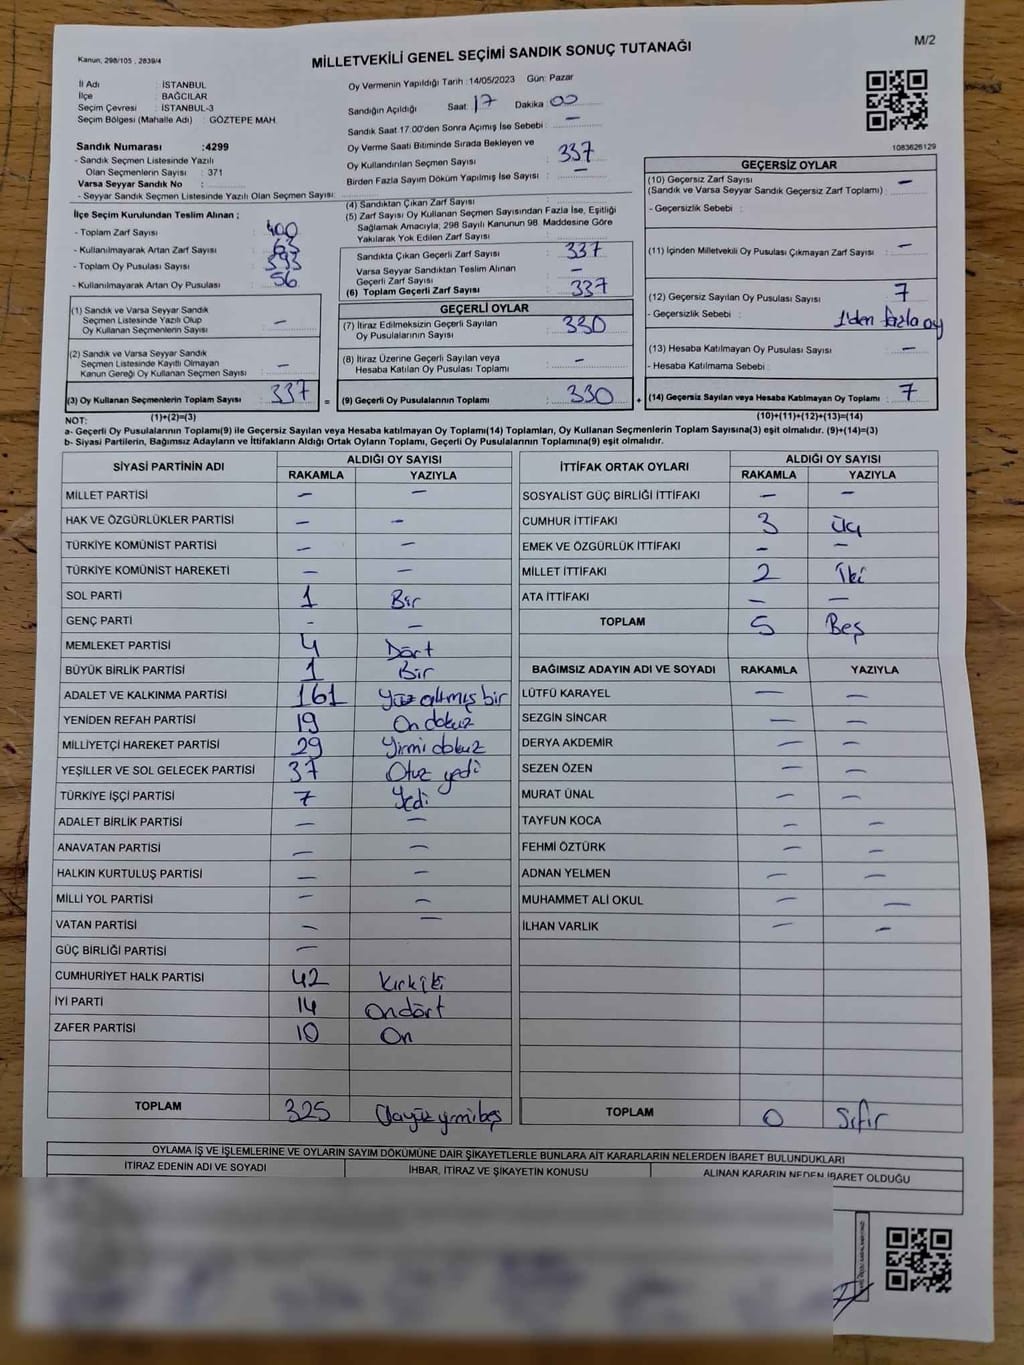 M/2
Kanun, 298/105 , 2839/4
MİLLETVEKİLİ GENEL SEÇİMİ SANDIK SONUÇ TUTANAĞI
İl Adı : İSTANBUL
İlçe : BAĞCILAR
Seçim Çevresi : İSTANBUL-3
Seçim Bölgesi (Mahalle Adı) : GÖZTEPE MAH.
Sandık Numarası :4299
- Sandık Seçmen Listesinde Yazılı
Olan Seçmenlerin Sayısı : 371
Varsa Seyyar Sandık No :
- Seyyar Sandık Seçmen Listesinde Yazılı Olan Seçmen Sayısı:
Oy Vermenin Yapıldığı Tarih :14/05/2023 Gün: Pazar
Sandığın Açıldığı Saat: 17 Dakika 00
Sandık Saat 17:00'den Sonra Açımış İse Sebebi : —
Oy Verme Saati Bitiminde Sırada Bekleyen ve
Oy Kullandırılan Seçmen Sayısı : 337
Birden Fazla Sayım Döküm Yapılmış İse Sayısı : —
1083626129
İlçe Seçim Kurulundan Teslim Alınan ;
- Toplam Zarf Sayısı : 400
- Kullanılmayarak Artan Zarf Sayısı : 63
- Toplam Oy Pusulası Sayısı : 393
- Kullanılmayarak Artan Oy Pusulası : 56
(1) Sandık ve Varsa Seyyar Sandık
Seçmen Listesinde Yazılı Olup
Oy Kullanan Seçmenlerin Sayısı : —
(2) Sandık ve Varsa Seyyar Sandık
Seçmen Listesinde Kayıtlı Olmayan
Kanun Gereği Oy Kullanan Seçmen Sayısı : —
(3) Oy Kullanan Seçmenlerin Toplam Sayısı : 337
(4) Sandıktan Çıkan Zarf Sayısı :
(5) Zarf Sayısı Oy Kullanan Seçmen Sayısından Fazla İse, Eşitliği
Sağlamak Amacıyla, 298 Sayılı Kanunun 98. Maddesine Göre
Yakılarak Yok Edilen Zarf Sayısı :
Sandıkta Çıkan Geçerli Zarf Sayısı : 337
Varsa Seyyar Sandıktan Teslim Alınan
Geçerli Zarf Sayısı : —
(6) Toplam Geçerli Zarf Sayısı : 337
GEÇERLİ OYLAR
(7) İtiraz Edilmeksizin Geçerli Sayılan
Oy Pusulalarının Sayısı : 330
(8) İtiraz Üzerine Geçerli Sayılan veya
Hesaba Katılan Oy Pusulası Toplamı : —
= (9) Geçerli Oy Pusulalarının Toplamı : 330 +
GEÇERSİZ OYLAR
(10) Geçersiz Zarf Sayısı
(Sandık ve Varsa Seyyar Sandık Geçersiz Zarf Toplamı) : —
- Geçersizlik Sebebi :
(11) İçinden Milletvekili Oy Pusulası Çıkmayan Zarf Sayısı : —
(12) Geçersiz Sayılan Oy Pusulası Sayısı : 7
- Geçersizlik Sebebi : 1'den fazla oy
(13) Hesaba Katılmayan Oy Pusulası Sayısı : —
- Hesaba Katılmama Sebebi :
(14) Geçersiz Sayılan veya Hesaba Katılmayan Oy Toplamı : 7
NOT: (1)+(2)=(3) (10)+(11)+(12)+(13)=(14)
a- Geçerli Oy Pusulalarının Toplamı(9) ile Geçersiz Sayılan veya Hesaba katılmayan Oy Toplamı(14) Toplamları, Oy Kullanan Seçmenlerin Toplam Sayısına(3) eşit olmalıdır. (9)+(14)=(3)
b- Siyasi Partilerin, Bağımsız Adayların ve İttifakların Aldığı Ortak Oyların Toplamı, Geçerli Oy Pusulalarının Toplamına(9) eşit olmalıdır.
SİYASİ PARTİNİN ADI ALDIĞI OY SAYISI
RAKAMLA YAZIYLA
MİLLET PARTİSİ — —
HAK VE ÖZGÜRLÜKLER PARTİSİ — —
TÜRKİYE KOMÜNİST PARTİSİ — —
TÜRKİYE KOMÜNİST HAREKETİ — —
SOL PARTİ 1 Bir
GENÇ PARTİ - —
MEMLEKET PARTİSİ 4 Dört
BÜYÜK BİRLİK PARTİSİ 1 Bir
ADALET VE KALKINMA PARTİSİ 161 Yüz altmış bir
YENİDEN REFAH PARTİSİ 19 On dokuz
MİLLİYETÇİ HAREKET PARTİSİ 29 Yirmi dokuz
YEŞİLLER VE SOL GELECEK PARTİSİ 37 Otuz yedi
TÜRKİYE İŞÇİ PARTİSİ 7 Yedi
ADALET BİRLİK PARTİSİ — —
ANAVATAN PARTİSİ — —
HALKIN KURTULUŞ PARTİSİ — —
MİLLİ YOL PARTİSİ — —
VATAN PARTİSİ — —
GÜÇ BİRLİĞİ PARTİSİ —
CUMHURİYET HALK PARTİSİ 42 Kırk iki
İYİ PARTİ 14 On dört
ZAFER PARTİSİ 10 On
TOPLAM 325 Üçyüz yirmi beş
İTTİFAK ORTAK OYLARI ALDIĞI OY SAYISI
RAKAMLA YAZIYLA
SOSYALİST GÜÇ BİRLİĞİ İTTİFAKI — —
CUMHUR İTTİFAKI 3 Üç
EMEK VE ÖZGÜRLÜK İTTİFAKI — —
MİLLET İTTİFAKI 2 İki
ATA İTTİFAKI — —
TOPLAM 5 Beş
BAĞIMSIZ ADAYIN ADI VE SOYADI RAKAMLA YAZIYLA
LÜTFÜ KARAYEL — —
SEZGİN SİNCAR — —
DERYA AKDEMİR — —
SEZEN ÖZEN — —
MURAT ÜNAL — —
TAYFUN KOCA — —
FEHMİ ÖZTÜRK — —
ADNAN YELMEN — —
MUHAMMET ALİ OKUL — —
İLHAN VARLIK — —
TOPLAM 0 Sıfır
OYLAMA İŞ VE İŞLEMLERİNE VE OYLARIN SAYIM DÖKÜMÜNE DAİR ŞİKAYETLERLE BUNLARA AİT KARARLARIN NELERDEN İBARET BULUNDUKLARI
İTİRAZ EDENİN ADI VE SOYADI İHBAR, İTİRAZ VE ŞİKAYETİN KONUSU ALINAN KARARIN NEDEN İBARET OLDUĞU